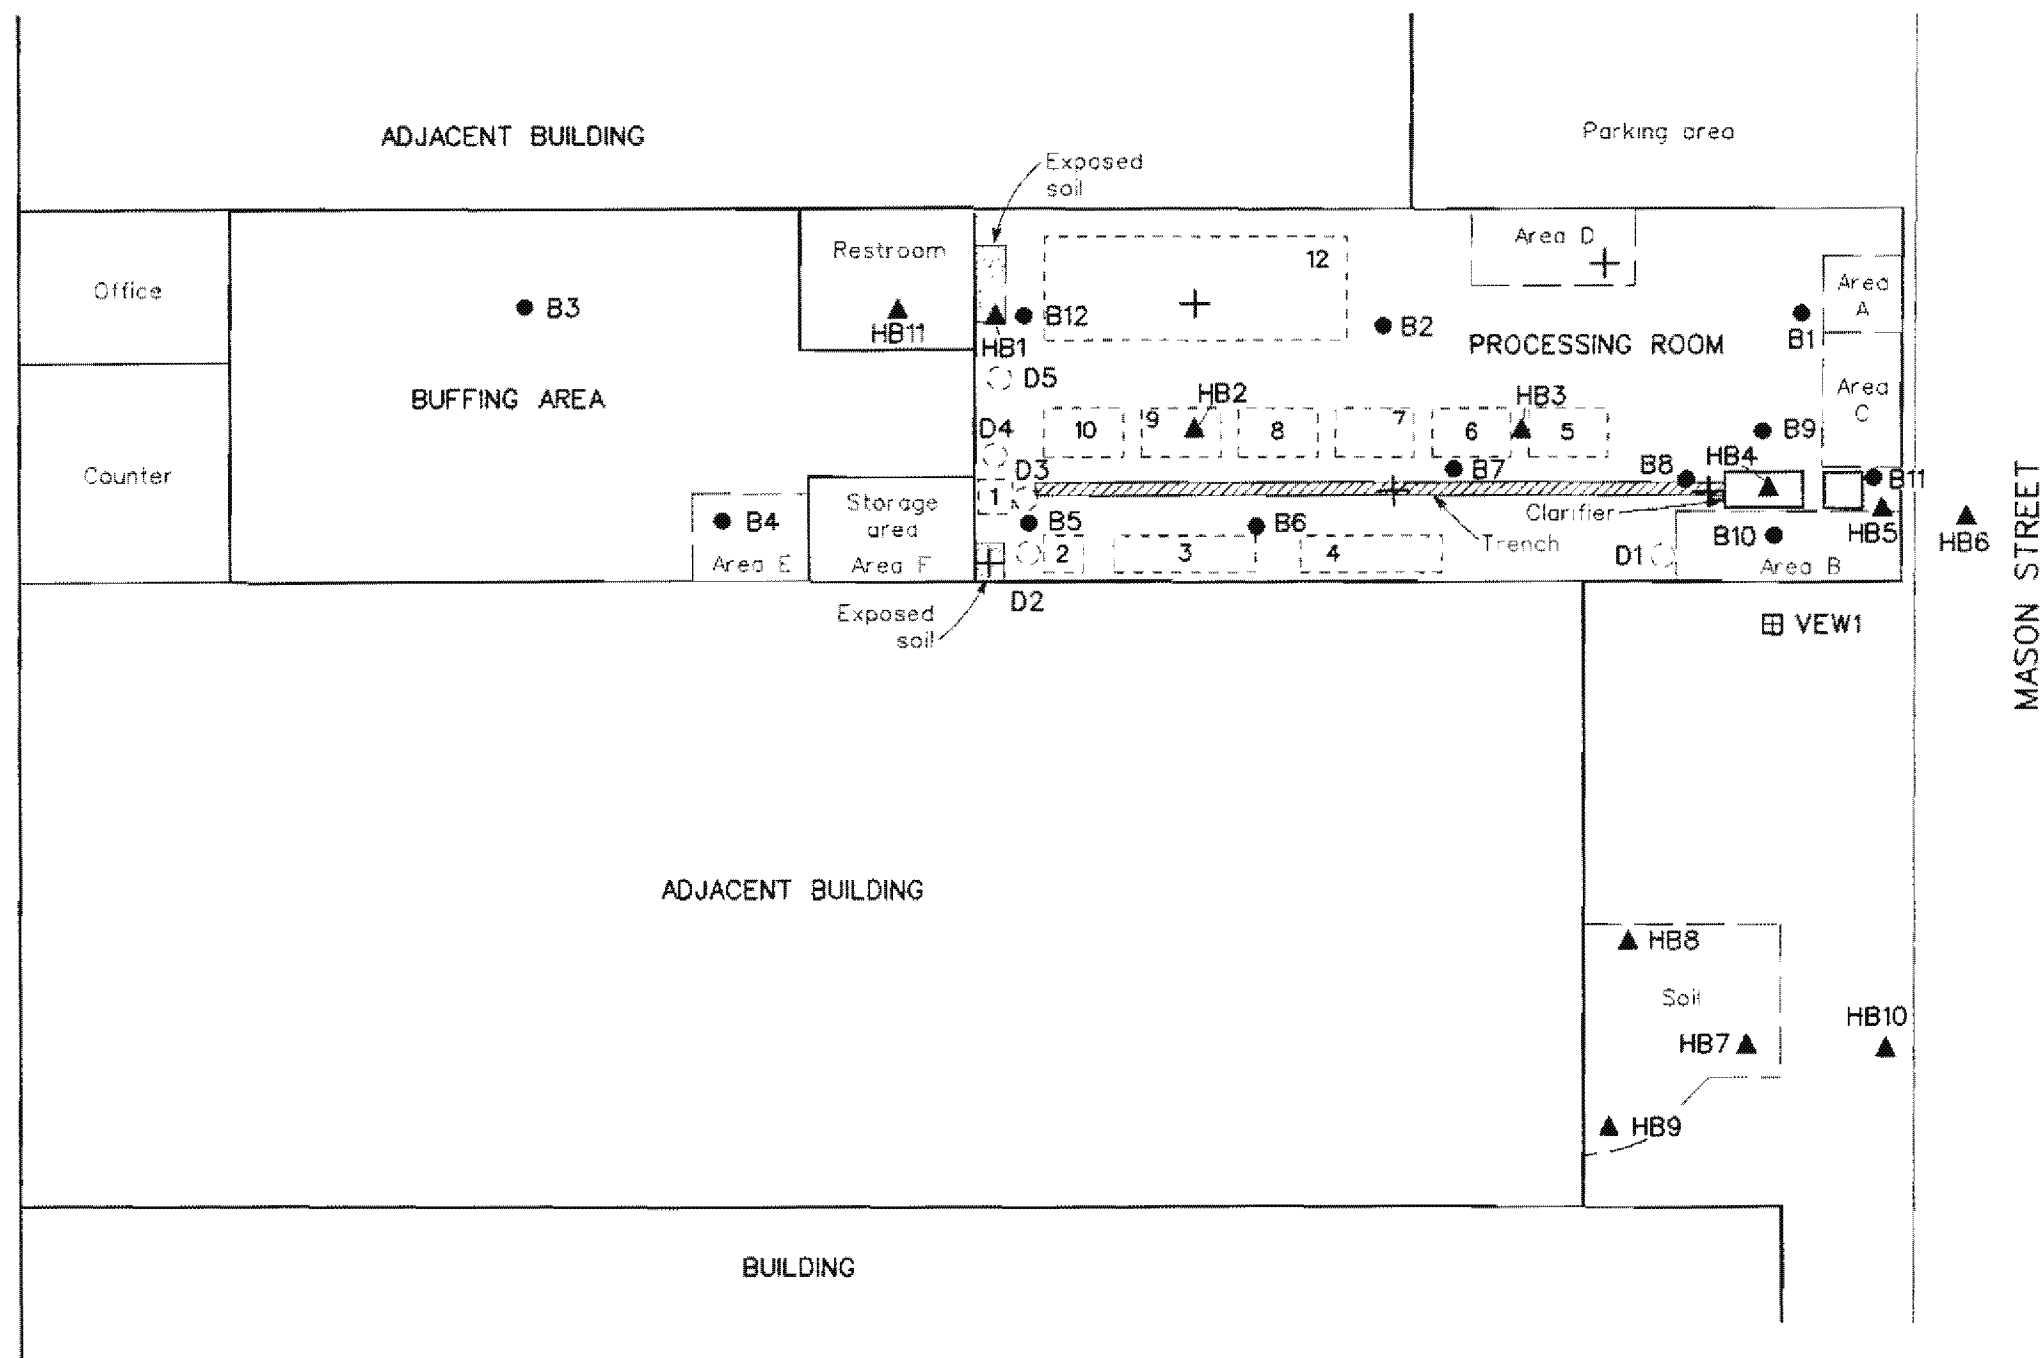 ADJACENT BUILDING
Parking area
Exposed
soil
Restroom
Area D
12
Office
Area
A
B3
HB11
HB1
B12
B2
B1
PROCESSING ROOM
D5
BUFFING AREA
HB2
HB3
Area
C
D4
10
9
8
7
6
5
B9
Counter
D3
B7
B8
HB4
B11
1
Storage
area
Clarifier
B4
B5
B6
B10
HB5
HB6
Trench
2
3
4
D1
Area E
Area F
Area B
D2
Exposed
soil
VEW1
MASON STREET
ADJACENT BUILDING
HB8
Soil
HB10
HB7
HB9
BUILDING